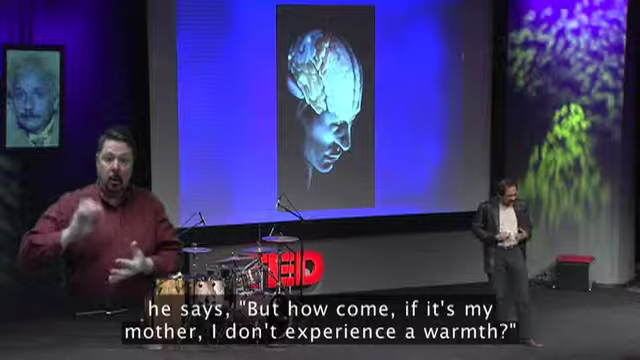 TED
he says, "But how come, if it's my
mother, I don't experience a warmth?"